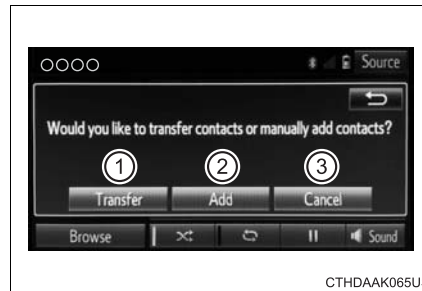 OOOO Source
Would you like to transfer contacts or manually add contacts?
1 2 3
Transfer Add Cancel
Browse Sound
CTHDAAK065U